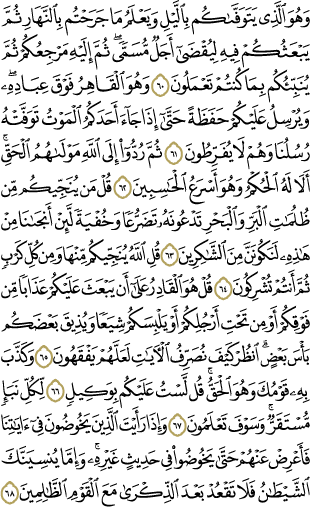 وَهُوَ ٱلَّذِي يَتَوَفَّىٰكُم بِٱلَّيۡلِ وَيَعۡلَمُ مَا جَرَحۡتُم بِٱلنَّهَارِ ثُمَّ
يَبۡعَثُكُمۡ فِيهِ لِيُقۡضَىٰٓ أَجَلٞ مُّسَمّٗىۖ ثُمَّ إِلَيۡهِ مَرۡجِعُكُمۡ ثُمَّ
يُنَبِّئُكُم بِمَا كُنتُمۡ تَعۡمَلُونَ ٦٠ وَهُوَ ٱلۡقَاهِرُ فَوۡقَ عِبَادِهِۦۖ
وَيُرۡسِلُ عَلَيۡكُمۡ حَفَظَةً حَتَّىٰٓ إِذَا جَآءَ أَحَدَكُمُ ٱلۡمَوۡتُ تَوَفَّتۡهُ
رُسُلُنَا وَهُمۡ لَا يُفَرِّطُونَ ٦١ ثُمَّ رُدُّوٓاْ إِلَى ٱللَّهِ مَوۡلَىٰهُمُ ٱلۡحَقِّۚ
أَلَا لَهُ ٱلۡحُكۡمُ وَهُوَ أَسۡرَعُ ٱلۡحَٰسِبِينَ ٦٢ قُلۡ مَن يُنَجِّيكُم مِّن
ظُلُمَٰتِ ٱلۡبَرِّ وَٱلۡبَحۡرِ تَدۡعُونَهُۥ تَضَرُّعٗا وَخُفۡيَةٗ لَّئِنۡ أَنجَىٰنَا مِنۡ
هَٰذِهِۦ لَنَكُونَنَّ مِنَ ٱلشَّٰكِرِينَ ٦٣ قُلِ ٱللَّهُ يُنَجِّيكُم مِّنۡهَا وَمِن كُلِّ كَرۡبٖ
ثُمَّ أَنتُمۡ تُشۡرِكُونَ ٦٤ قُلۡ هُوَ ٱلۡقَادِرُ عَلَىٰٓ أَن يَبۡعَثَ عَلَيۡكُمۡ عَذَابٗا مِّن
فَوۡقِكُمۡ أَوۡ مِن تَحۡتِ أَرۡجُلِكُمۡ أَوۡ يَلۡبِسَكُمۡ شِيَعٗا وَيُذِيقَ بَعۡضَكُم
بَأۡسَ بَعۡضٍۗ ٱنظُرۡ كَيۡفَ نُصَرِّفُ ٱلۡأٓيَٰتِ لَعَلَّهُمۡ يَفۡقَهُونَ ٦٥ وَكَذَّبَ
بِهِۦ قَوۡمُكَ وَهُوَ ٱلۡحَقُّۚ قُل لَّسۡتُ عَلَيۡكُم بِوَكِيلٖ ٦٦ لِّكُلِّ نَبَإٖ
مُّسۡتَقَرّٞۚ وَسَوۡفَ تَعۡلَمُونَ ٦٧ وَإِذَا رَأَيۡتَ ٱلَّذِينَ يَخُوضُونَ فِيٓ ءَايَٰتِنَا
فَأَعۡرِضۡ عَنۡهُمۡ حَتَّىٰ يَخُوضُواْ فِي حَدِيثٍ غَيۡرِهِۦۚ وَإِمَّا يُنسِيَنَّكَ
ٱلشَّيۡطَٰنُ فَلَا تَقۡعُدۡ بَعۡدَ ٱلذِّكۡرَىٰ مَعَ ٱلۡقَوۡمِ ٱلظَّٰلِمِينَ ٦٨